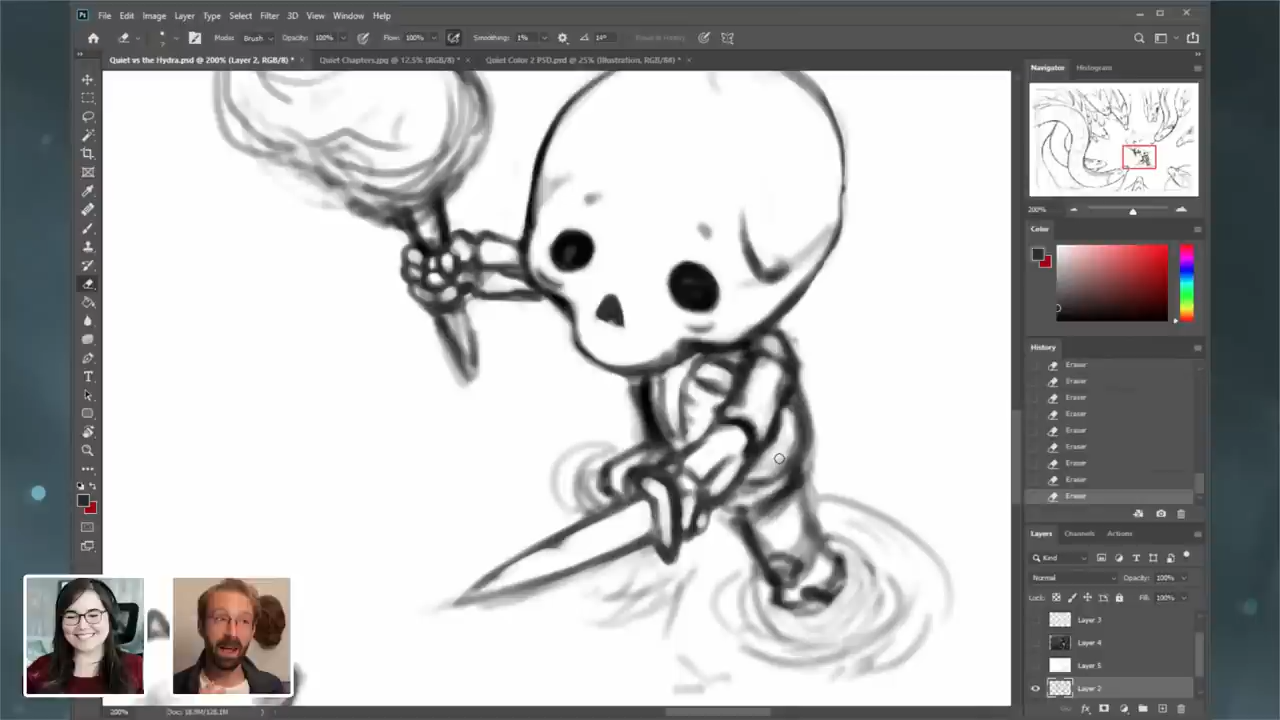 File Edit Image Layer Type Select Filter 3D View Window Help
Mode: Brush Opacity: 100% Flow: 100% Smoothing: 1% 14°
Quiet vs the Hydra.psd @ 200% (Layer 2, RGB/8) * × Quiet Chapters.jpg @ 12.5% (RGB/8) * × Quiet Color 2 PSD.psd @ 25% (Illustration, RGB/8#) * ×
Navigator Histogram
200%
Color
History
Eraser
Eraser
Eraser
Eraser
Eraser
Eraser
Eraser
Eraser
Eraser
Layers Channels Actions
Kind
Normal Opacity: 100%
Lock: Fill: 100%
Layer 3
Layer 4
Layer 5
Layer 2
200%